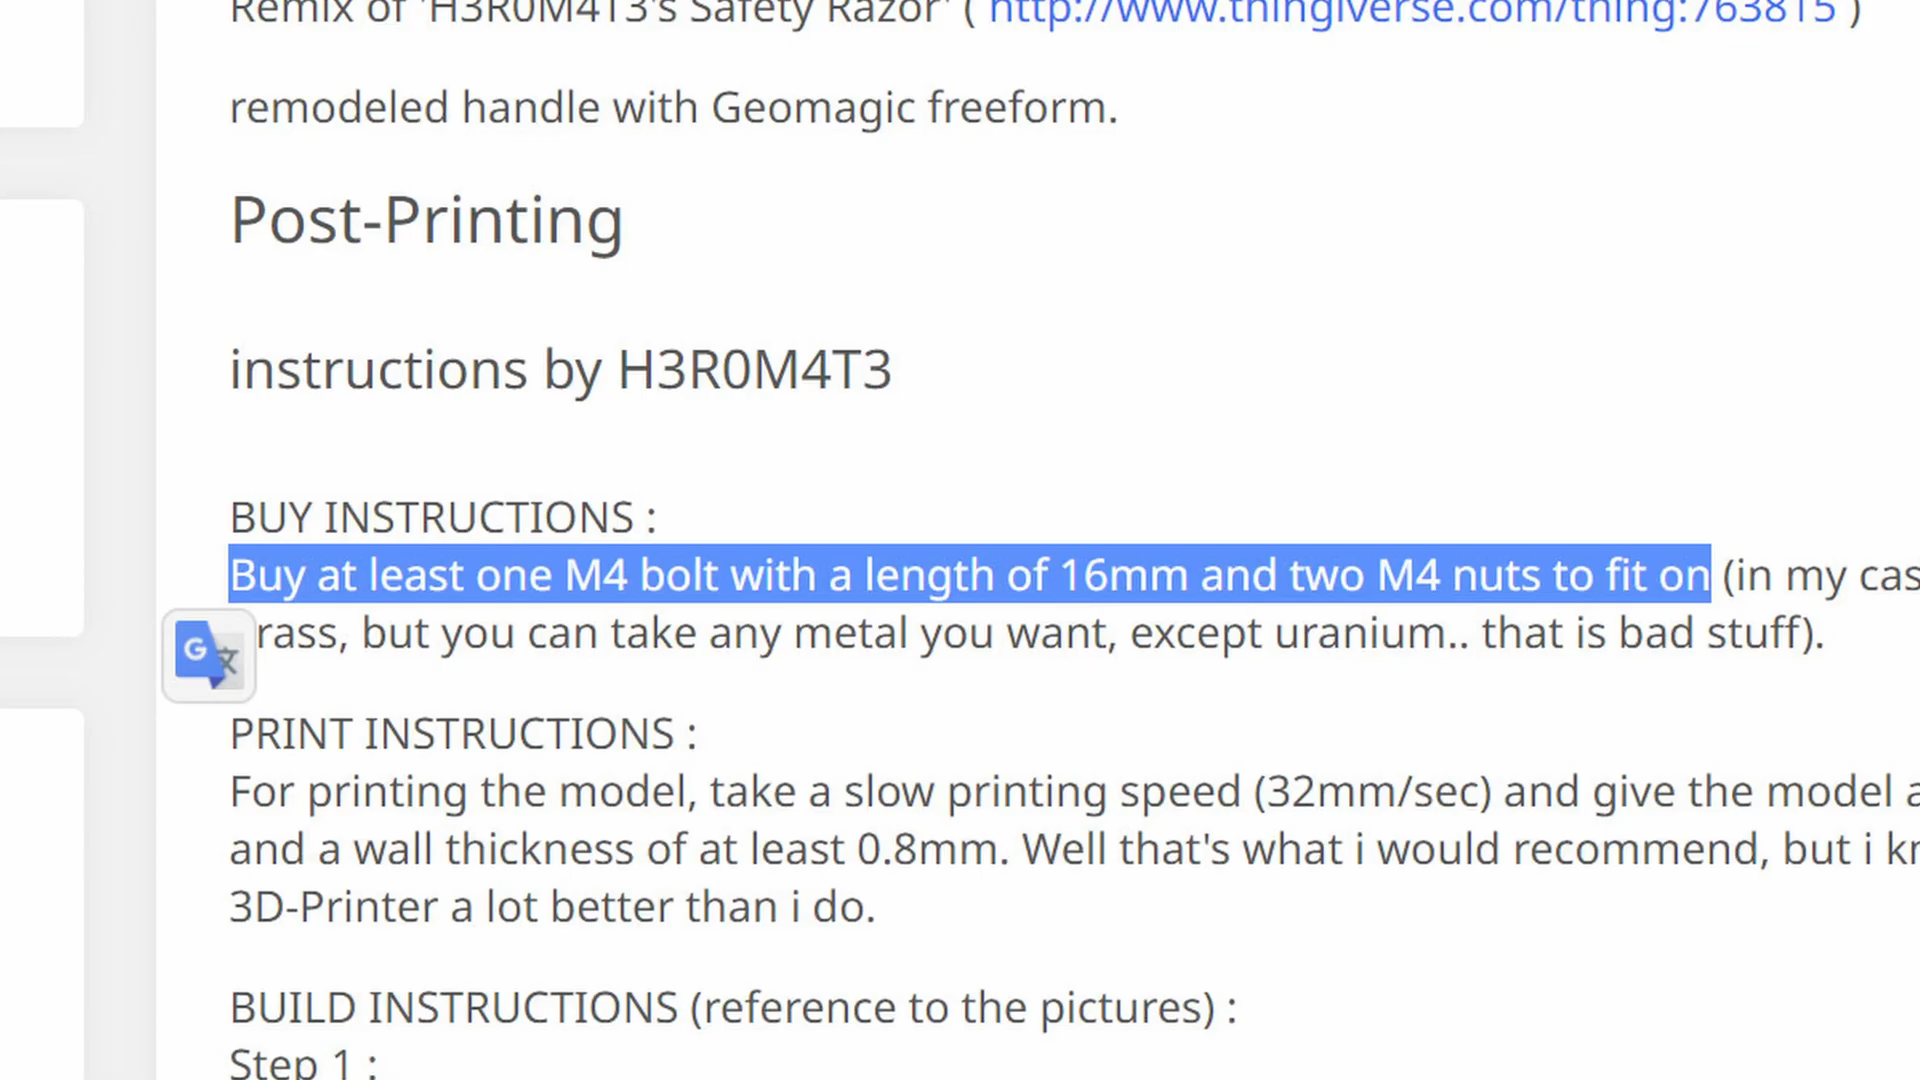 Remix of 'H3R0M4T3's Safety Razor' ( http://www.thingiverse.com/thing:763815 )
remodeled handle with Geomagic freeform.
Post-Printing
instructions by H3R0M4T3
BUY INSTRUCTIONS :
Buy at least one M4 bolt with a length of 16mm and two M4 nuts to fit on (in my cas
rass, but you can take any metal you want, except uranium.. that is bad stuff).
PRINT INSTRUCTIONS :
For printing the model, take a slow printing speed (32mm/sec) and give the model a
and a wall thickness of at least 0.8mm. Well that's what i would recommend, but i kn
3D-Printer a lot better than i do.
BUILD INSTRUCTIONS (reference to the pictures) :
Step 1 :